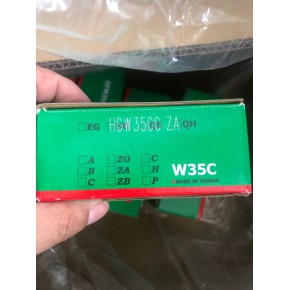 HGW35CC ZA
EG QH
A ZO C
B ZA H
C ZB P
W35C
MADE IN TAIWAN